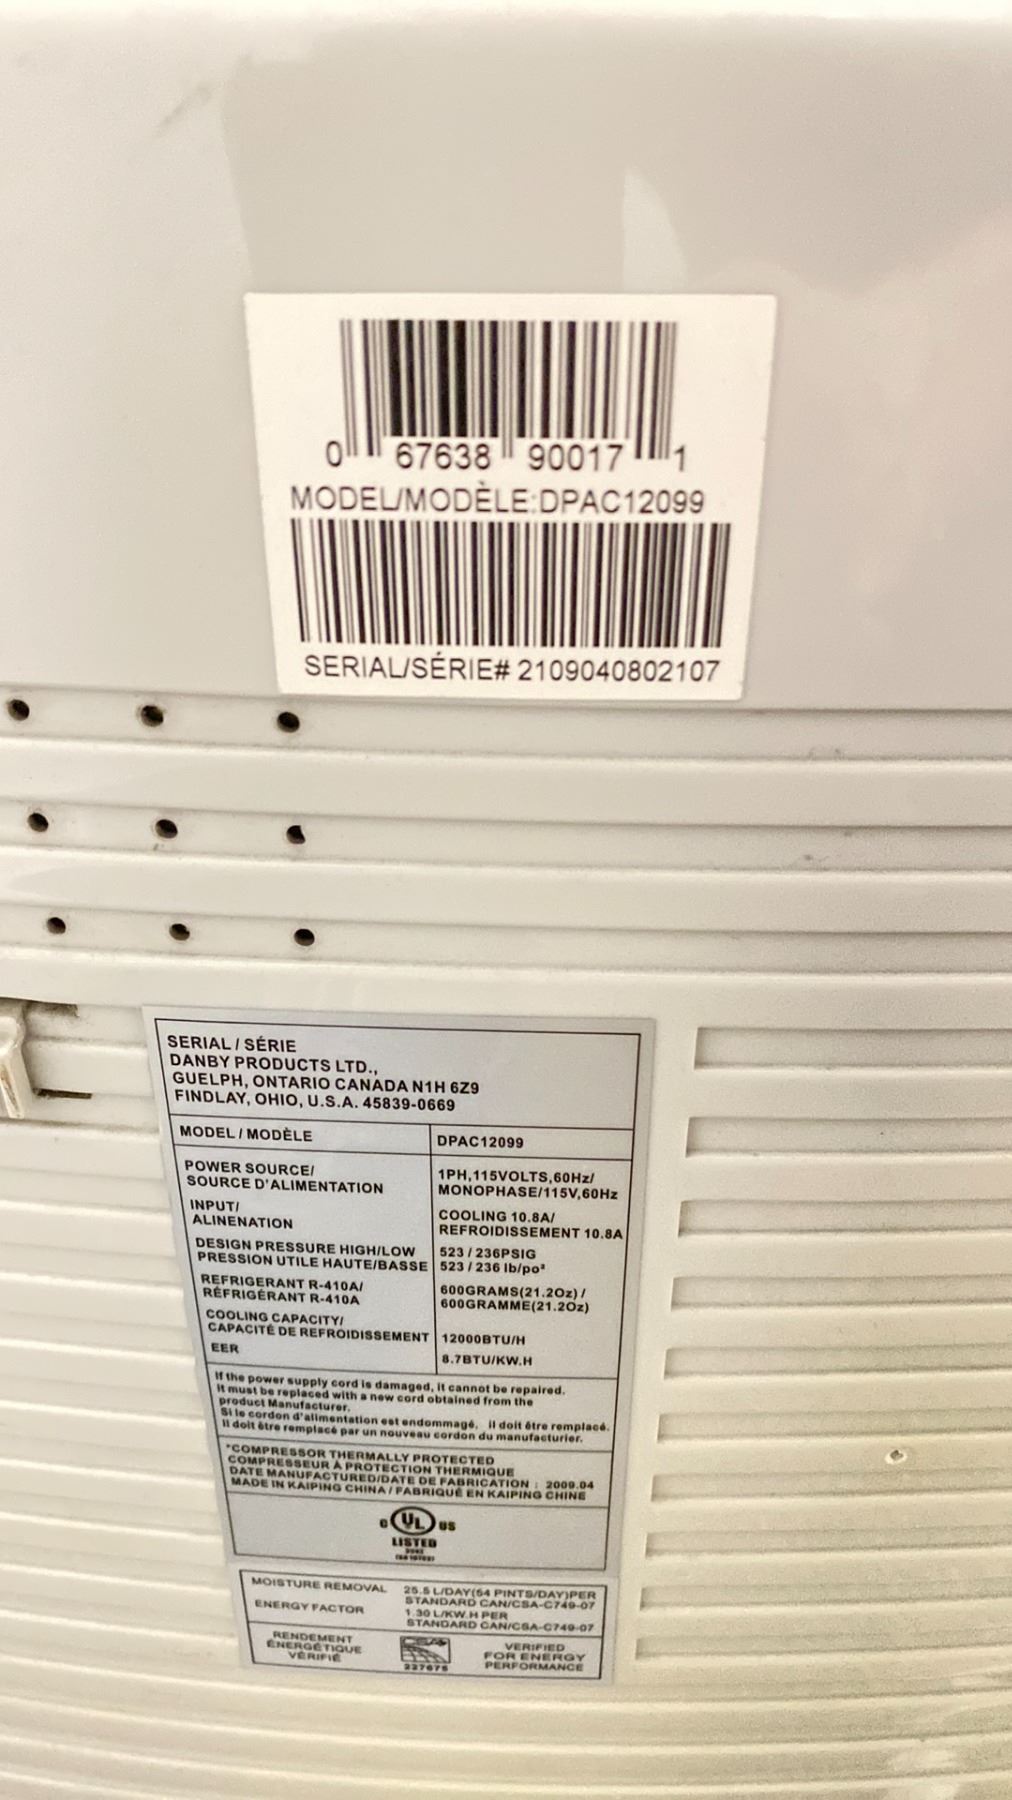 0 67638 90017 1
MODEL/MODÈLE:DPAC12099
SERIAL/SÉRIE# 2109040802107
SERIAL / SÉRIE
DANBY PRODUCTS LTD.,
GUELPH, ONTARIO CANADA N1H 6Z9
FINDLAY, OHIO, U.S.A. 45839-0669
MODEL / MODÈLE DPAC12099
POWER SOURCE/ 1PH,115VOLTS,60Hz/
SOURCE D'ALIMENTATION MONOPHASE/115V,60Hz
INPUT/ COOLING 10.8A/
ALINENATION REFROIDISSEMENT 10.8A
DESIGN PRESSURE HIGH/LOW 523 / 236PSIG
PRESSION UTILE HAUTE/BASSE 523 / 236 lb/po²
REFRIGERANT R-410A/ 600GRAMS(21.2Oz) /
RÉFRIGÉRANT R-410A 600GRAMME(21.2Oz)
COOLING CAPACITY/
CAPACITÉ DE REFROIDISSEMENT 12000BTU/H
EER 8.7BTU/KW.H
If the power supply cord is damaged, it cannot be repaired.
It must be replaced with a new cord obtained from the
product Manufacturer.
Si le cordon d'alimentation est endommagé, il doit être remplacé.
Il doit être remplacé par un nouveau cordon du manufacturier.
*COMPRESSOR THERMALLY PROTECTED
COMPRESSEUR À PROTECTION THERMIQUE
DATE MANUFACTURED/DATE DE FABRICATION : 2009.04
MADE IN KAIPING CHINA / FABRIQUÉ EN KAIPING CHINE
C UL US
LISTED
MOISTURE REMOVAL 25.5 L/DAY(54 PINTS/DAY)PER
STANDARD CAN/CSA-C749-07
ENERGY FACTOR 1.30 L/KW.H PER
STANDARD CAN/CSA-C749-07
RENDEMENT
ÉNERGÉTIQUE
VÉRIFIÉ
CSA
227675
VERIFIED
FOR ENERGY
PERFORMANCE